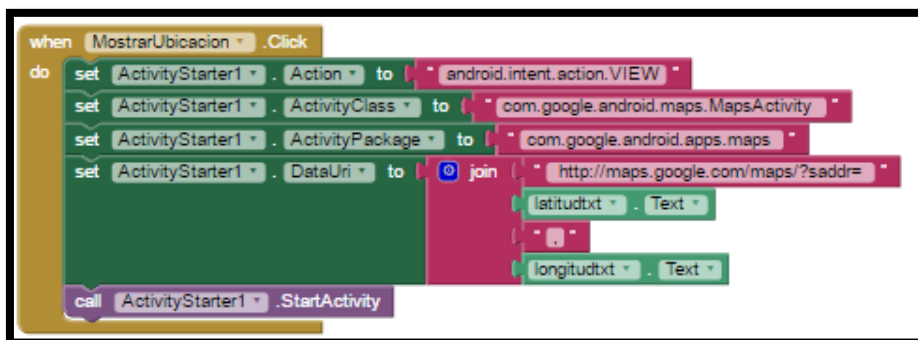 when MostrarUbicacion .Click
do set ActivityStarter1 . Action to " android.intent.action.VIEW "
set ActivityStarter1 . ActivityClass to " com.google.android.maps.MapsActivity "
set ActivityStarter1 . ActivityPackage to " com.google.android.apps.maps "
set ActivityStarter1 . DataUri to join " http://maps.google.com/maps/?saddr= "
latitudtxt . Text
" , "
longitudtxt . Text
call ActivityStarter1 .StartActivity